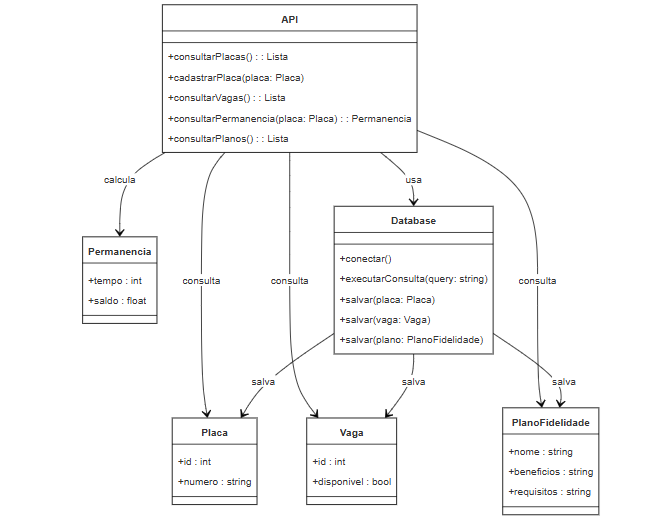 API
+consultarPlacas() : : Lista
+cadastrarPlaca(placa: Placa)
+consultarVagas() : : Lista
+consultarPermanencia(placa: Placa) : : Permanencia
+consultarPlanos() : : Lista
calcula
usa
Database
+conectar()
+executarConsulta(query: string)
+salvar(placa: Placa)
+salvar(vaga: Vaga)
+salvar(plano: PlanoFidelidade)
Permanencia
+tempo : int
+saldo : float
consulta
consulta
consulta
salva
salva
salva
Placa
+id : int
+numero : string
Vaga
+id : int
+disponivel : bool
PlanoFidelidade
+nome : string
+beneficios : string
+requisitos : string